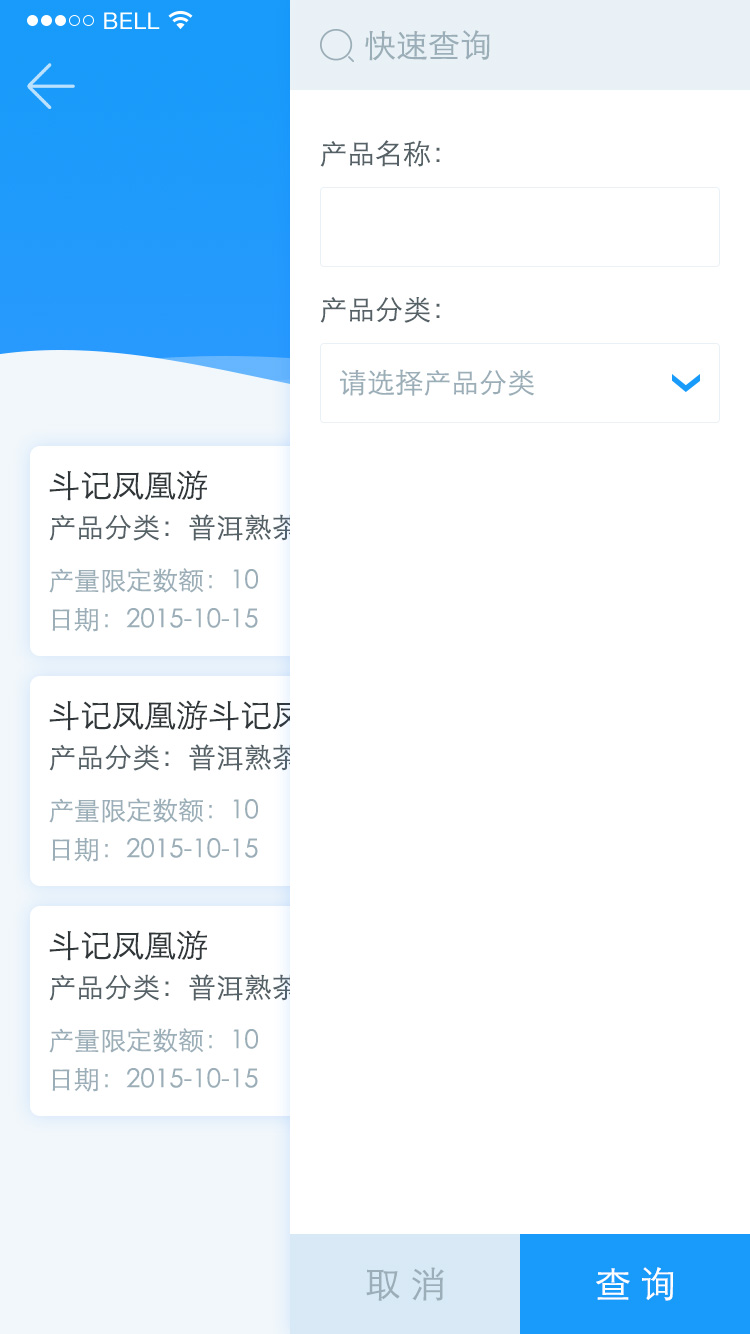 BELL
快速查询
产品名称：
产品分类：
请选择产品分类
斗记凤凰游
产品分类：普洱熟茶
产量限定数额：10
日期：2015-10-15
斗记凤凰游斗记凤
产品分类：普洱熟茶
产量限定数额：10
日期：2015-10-15
斗记凤凰游
产品分类：普洱熟茶
产量限定数额：10
日期：2015-10-15
取消
查询